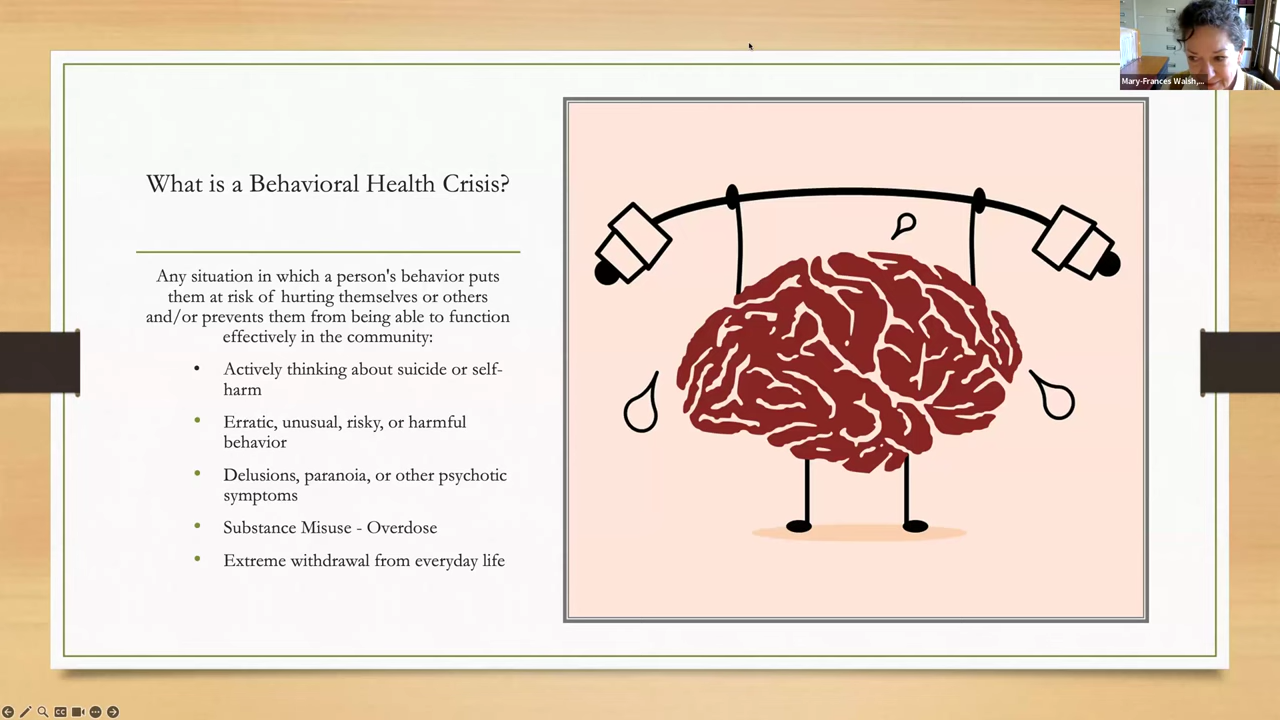 Mary-Frances Walsh,...
What is a Behavioral Health Crisis?
Any situation in which a person's behavior puts
them at risk of hurting themselves or others
and/or prevents them from being able to function
effectively in the community:
• Actively thinking about suicide or self-
harm
• Erratic, unusual, risky, or harmful
behavior
• Delusions, paranoia, or other psychotic
symptoms
• Substance Misuse - Overdose
• Extreme withdrawal from everyday life
CC